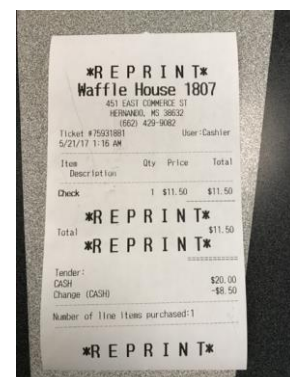 *REPRINT*
Waffle House 1807
451 EAST COMMERCE ST
HERNANDO, MS 38632
(662) 429-9082
Ticket #75931881 User:Cashier
5/21/17 1:16 AM
Item Qty Price Total
Description
Check 1 $11.50 $11.50
*REPRINT*
Total $11.50
*REPRINT*
============
Tender:
CASH $20.00
Change (CASH) -$8.50
Number of line items purchased:1
*REPRINT*